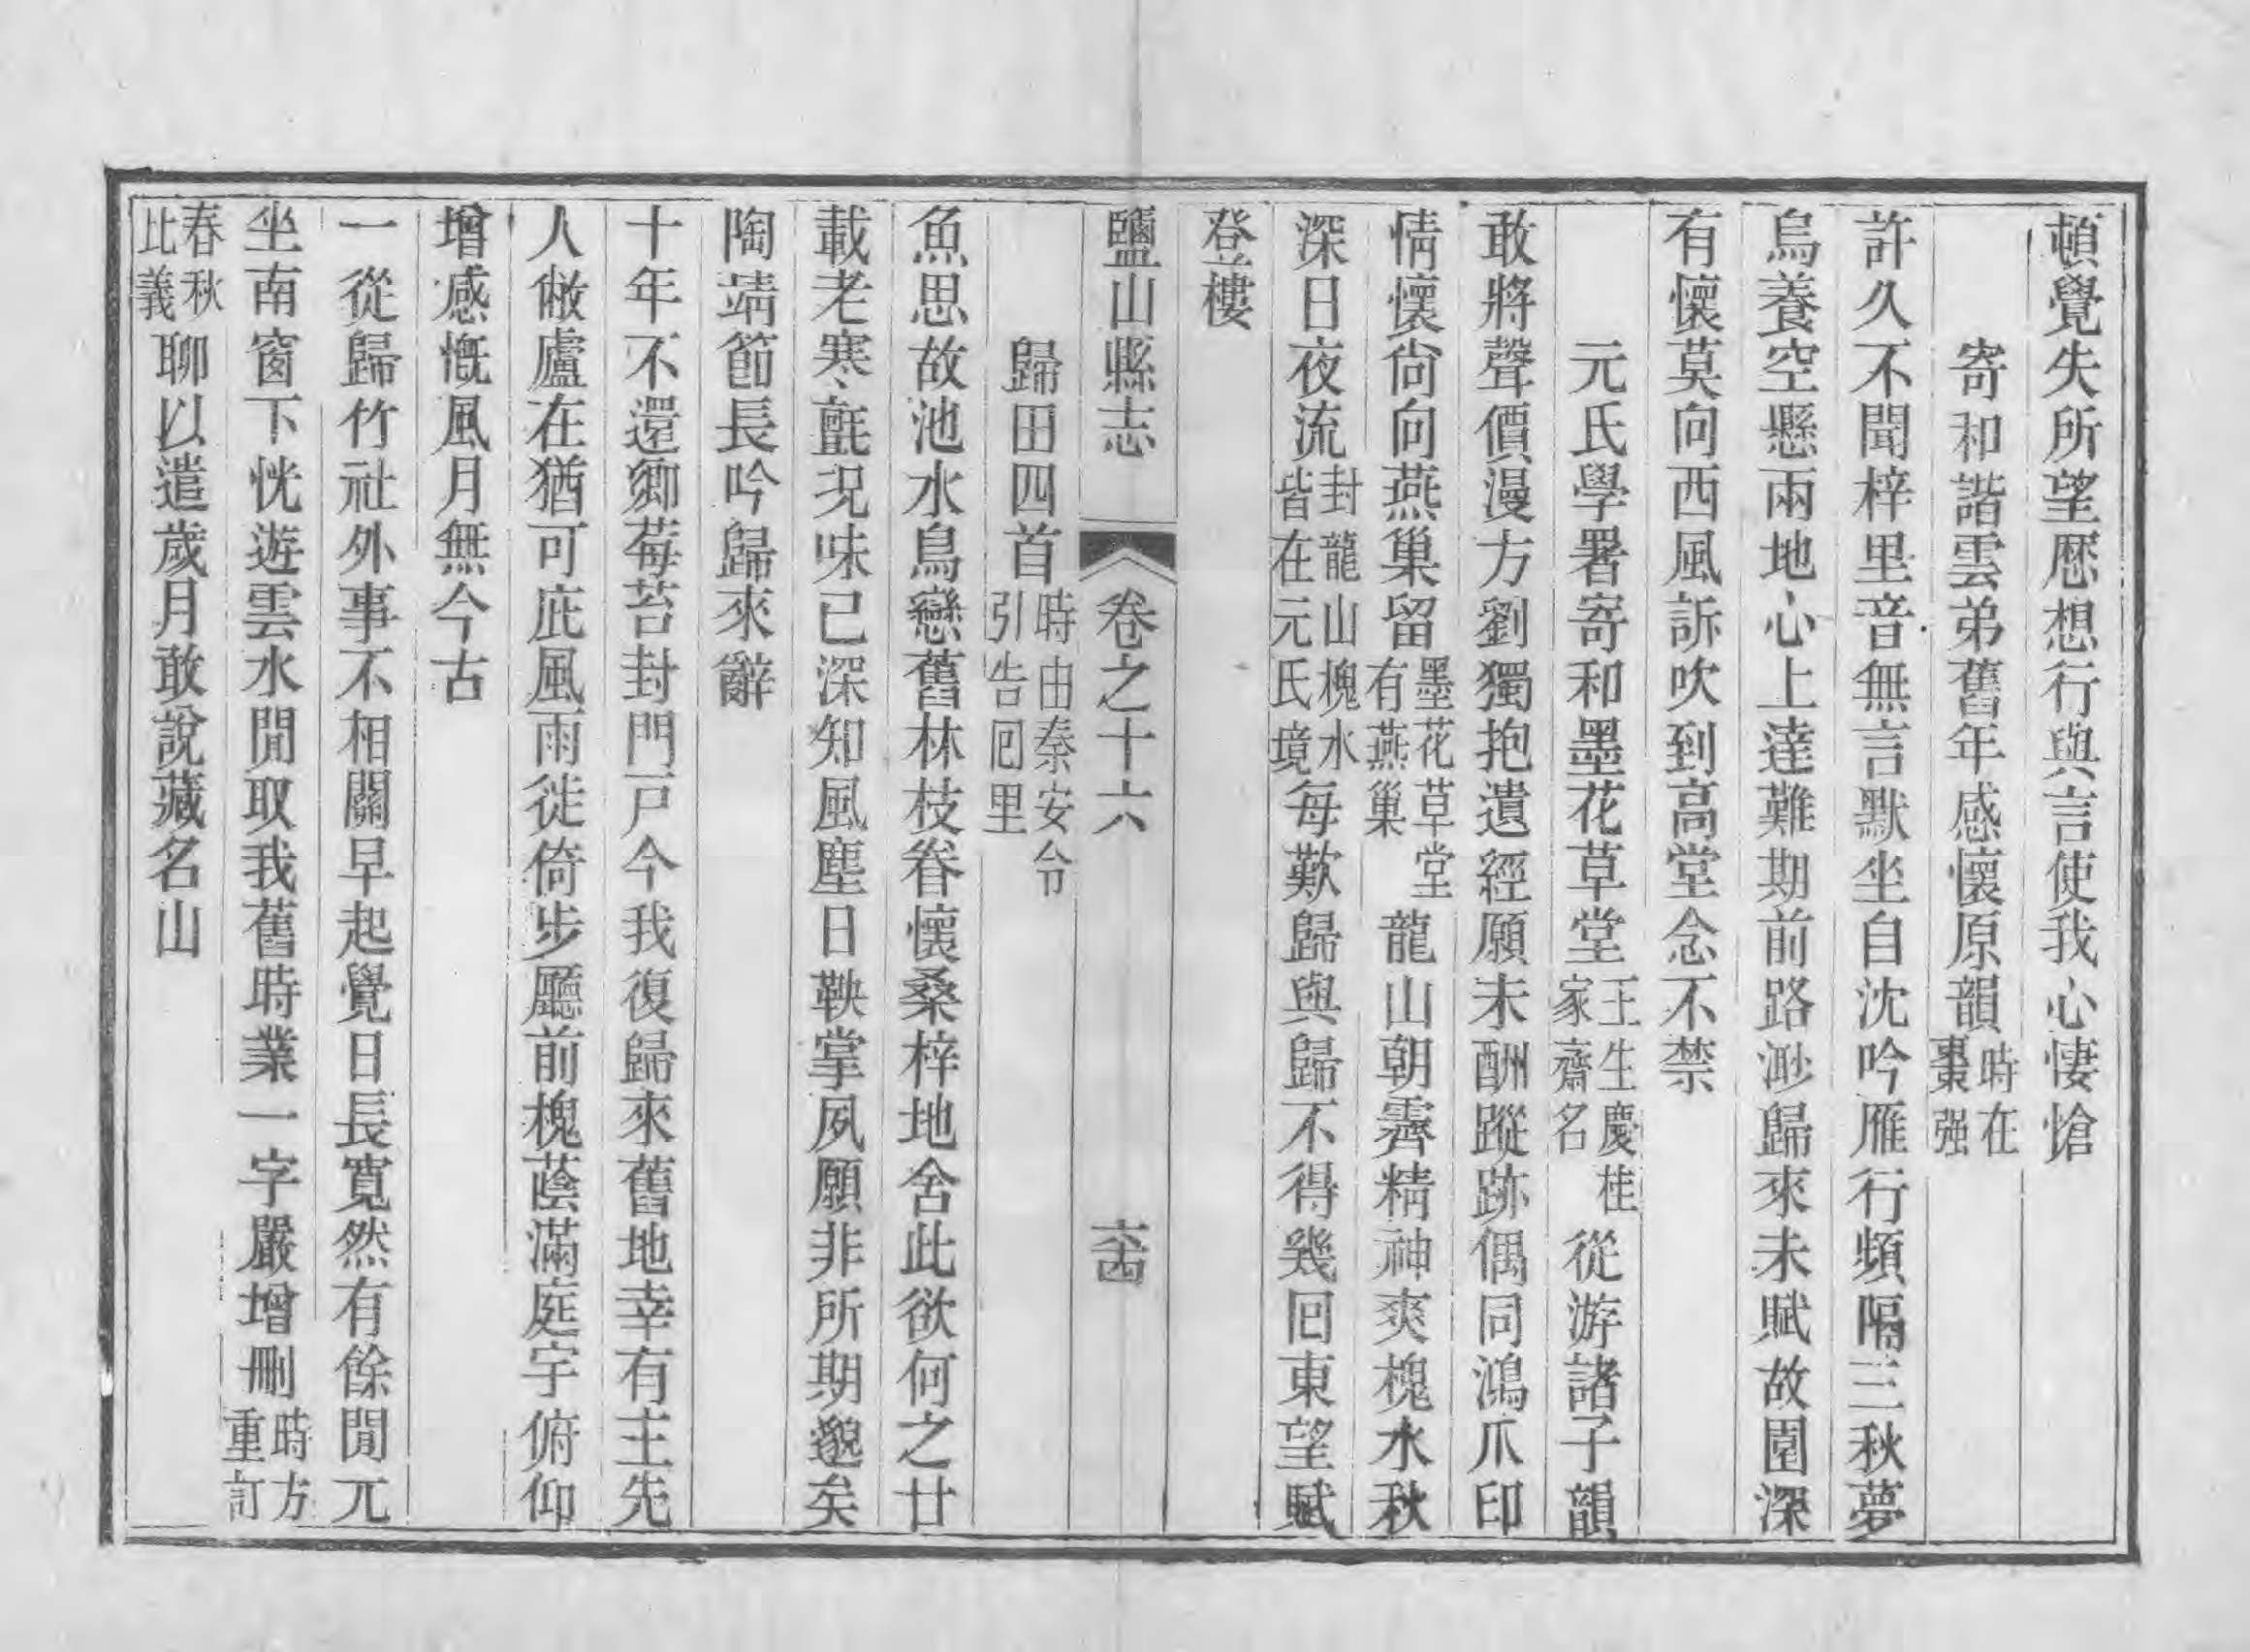 頓覺失所望歴想行與言使我心悽愴
寄和諧雲弟舊年感懷原韻時在棗强
許久不聞梓里音無言默坐自沈吟雁行頻隔三秋夢
烏養空懸兩地心上達難期前路渺歸來未賦故園深
有懷莫向西風訴吹到高堂念不禁
元氏學署寄和墨花草堂王生慶桂家齋名從游諸子韻
敢將聲價漫方劉獨抱遺經願未酬蹤跡偶同鴻爪印
情懷尙向燕巢留墨花草堂有燕巢龍山朝霽精神爽槐水秋
深日夜流封龍山槐水皆在元氏境每歎歸與歸不得幾回東望賦
登樓
鹽山縣志 卷之十六 六四
歸田四首時由泰安令引告回里
魚思故池水鳥戀舊林枝眷懷桑梓地舍此欲何之廿
載老寒氈況味已深知風塵日鞅掌夙願非所期邈矣
陶靖節長吟歸來辭
十年不還鄉莓苔封門戸今我復歸來舊地幸有主先
人敝廬在猶可庇風雨徙倚步廳前槐蔭滿庭宇俯仰
增感慨風月無今古
一從歸竹社外事不相關早起覺日長寬然有餘閒兀
坐南窗下恍遊雲水間取我舊時業一字嚴增刪時方重訂
春秋比義聊以遣歲月敢說藏名山